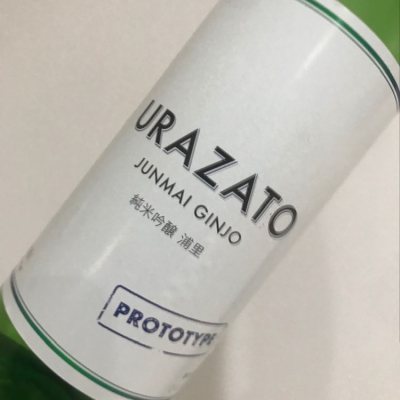 URAZATO
JUNMAI GINJO
純米吟醸 浦里
PROTOTYPE